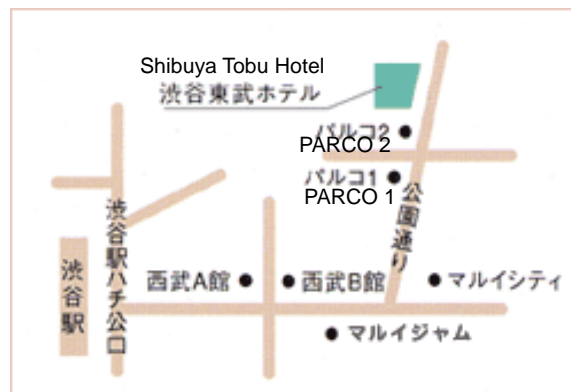 Shibuya Tobu Hotel
渋谷東武ホテル
パルコ2
PARCO 2
パルコ1
PARCO 1
公園通り
渋谷駅ハチ公口
渋谷駅
西武A館
西武B館
マルイシティ
マルイジャム